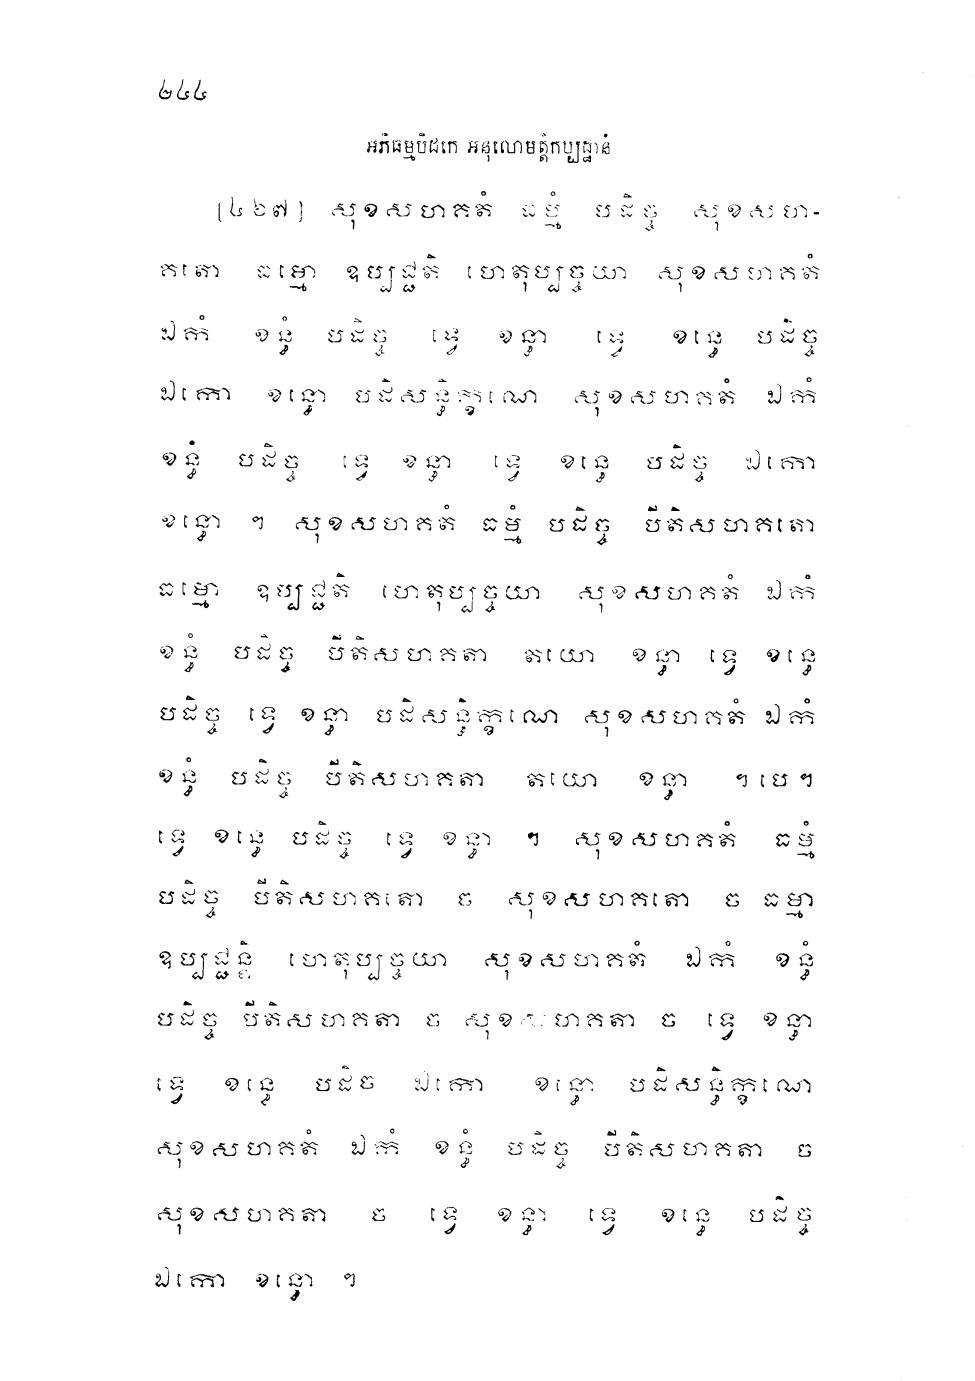 ២៤៤
អភិធម្មបិដកេ អនុលោមត្តិកប្បដ្ឋានំ
[៤៦៧] សុខសហគតំ ធម្មំ បដិច្ច សុខសហ-
គតោ ធម្មោ ឧប្បជ្ជតិ ហេតុប្បច្ចយា សុខសហគតំ
ឯកំ ខន្ធំ បដិច្ច ទ្វេ ខន្ធា ទ្វេ ខន្ធេ បដិច្ច
ឯកោ ខន្ធោ បដិសន្ធិក្ខណេ សុខសហគតំ ឯកំ
ខន្ធំ បដិច្ច ទ្វេ ខន្ធា ទ្វេ ខន្ធេ បដិច្ច ឯកោ
ខន្ធោ ។ សុខសហគតំ ធម្មំ បដិច្ច បីតិសហគតោ
ធម្មោ ឧប្បជ្ជតិ ហេតុប្បច្ចយា សុខសហគតំ ឯកំ
ខន្ធំ បដិច្ច បីតិសហគតា តយោ ខន្ធា ទ្វេ ខន្ធេ
បដិច្ច ទ្វេ ខន្ធា បដិសន្ធិក្ខណេ សុខសហគតំ ឯកំ
ខន្ធំ បដិច្ច បីតិសហគតា តយោ ខន្ធា ។បេ។
ទ្វេ ខន្ធេ បដិច្ច ទ្វេ ខន្ធា ។ សុខសហគតំ ធម្មំ
បដិច្ច បីតិសហគតោ ច សុខសហគតោ ច ធម្មា
ឧប្បជ្ជន្តិ ហេតុប្បច្ចយា សុខសហគតំ ឯកំ ខន្ធំ
បដិច្ច បីតិសហគតា ច សុខសហគតា ច ទ្វេ ខន្ធា
ទ្វេ ខន្ធេ បដិច ឯកោ ខន្ធោ បដិសន្ធិក្ខណេ
សុខសហគតំ ឯកំ ខន្ធំ បដិច្ច បីតិសហគតា ច
សុខសហគតា ច ទ្វេ ខន្ធា ទ្វេ ខន្ធេ បដិច្ច
ឯកោ ខន្ធោ ។